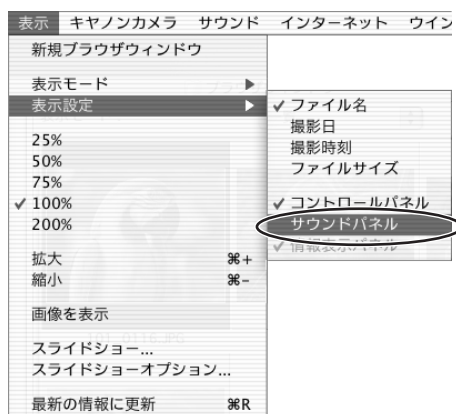 表示 キヤノンカメラ サウンド インターネット ウイン
新規ブラウザウィンドウ
表示モード ▶
表示設定 ▶
25%
50%
75%
✓ 100%
200%
拡大 ⌘+
縮小 ⌘-
画像を表示
スライドショー...
スライドショーオプション...
最新の情報に更新 ⌘R
✓ ファイル名
撮影日
撮影時刻
ファイルサイズ
✓ コントロールパネル
サウンドパネル
✓ 情報表示パネル